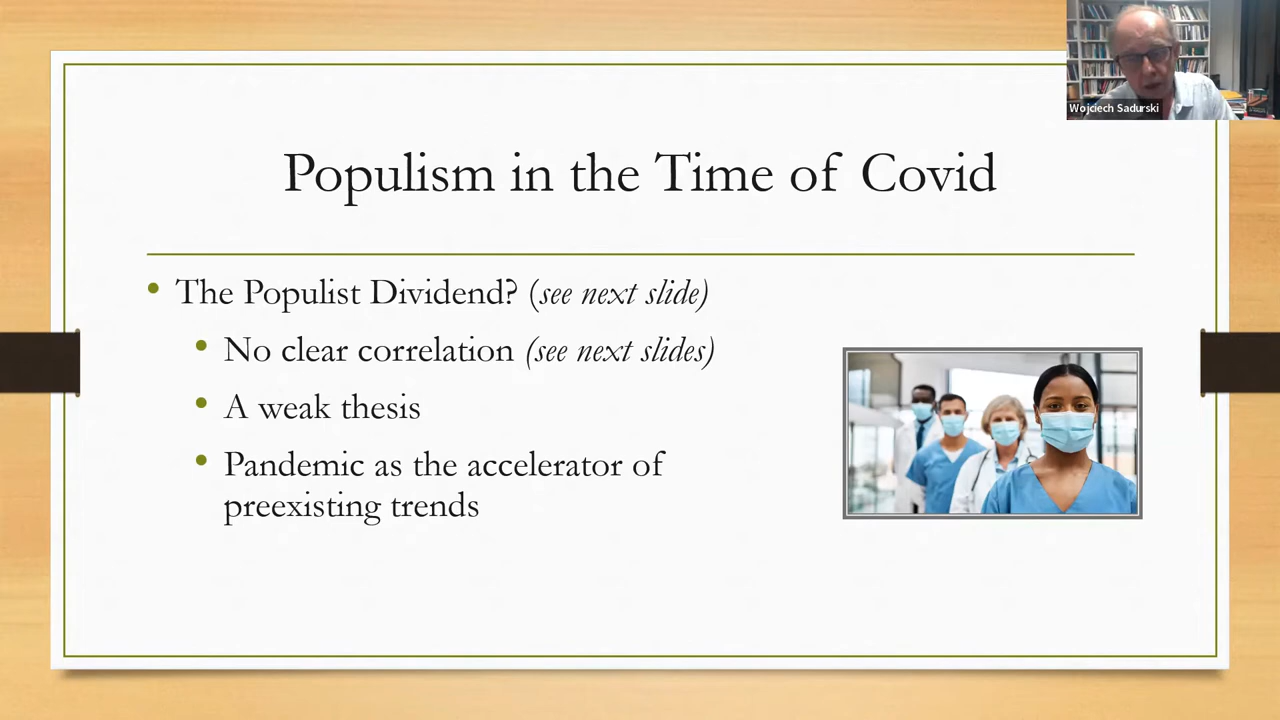 Wojciech Sadurski
Populism in the Time of Covid
• The Populist Dividend? (see next slide)
• No clear correlation (see next slides)
• A weak thesis
• Pandemic as the accelerator of
preexisting trends